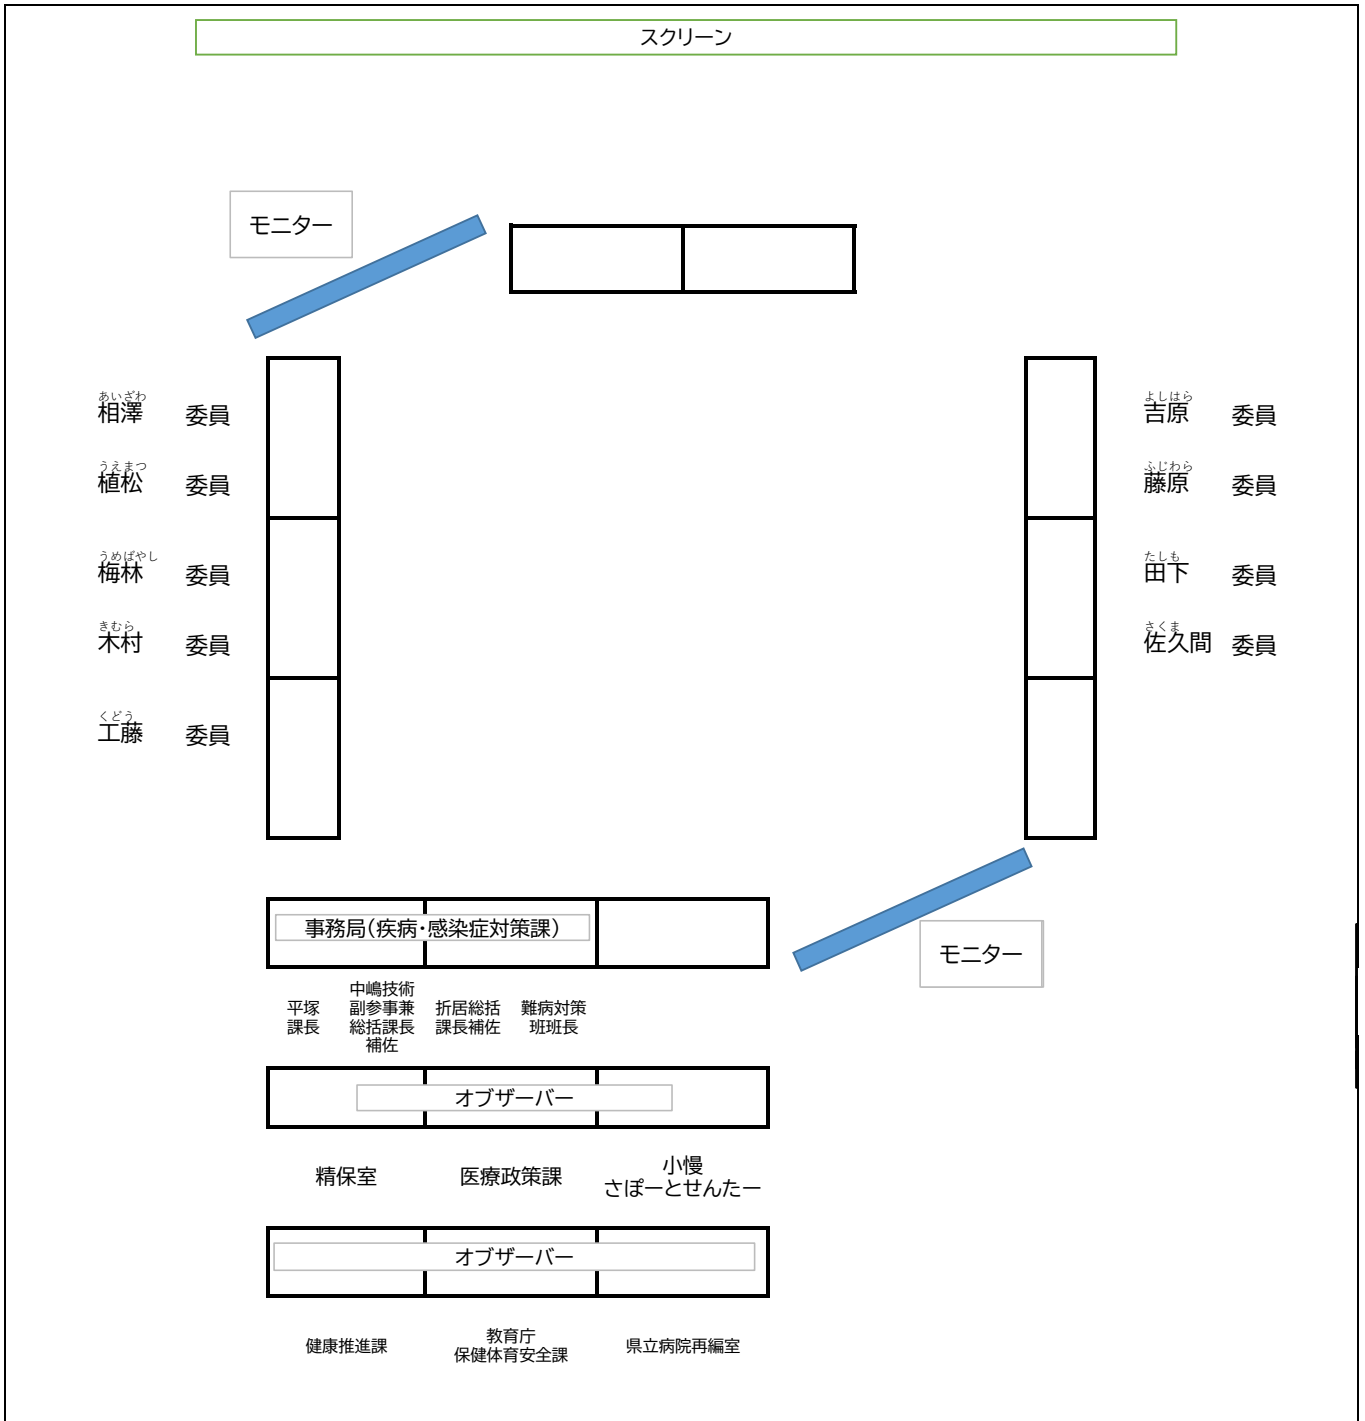 スクリーン
モニター
あいざわ
相澤 委員
うえまつ
植松 委員
うめばやし
梅林 委員
きむら
木村 委員
くどう
工藤 委員
よしはら
吉原 委員
ふじわら
藤原 委員
たしも
田下 委員
さくま
佐久間 委員
モニター
事務局(疾病・感染症対策課)
平塚
課長
中嶋技術
副参事兼
総括課長
補佐
折居総括
課長補佐
難病対策
班班長
オブザーバー
精保室
医療政策課
小慢
さぽーとせんたー
オブザーバー
健康推進課
教育庁
保健体育安全課
県立病院再編室